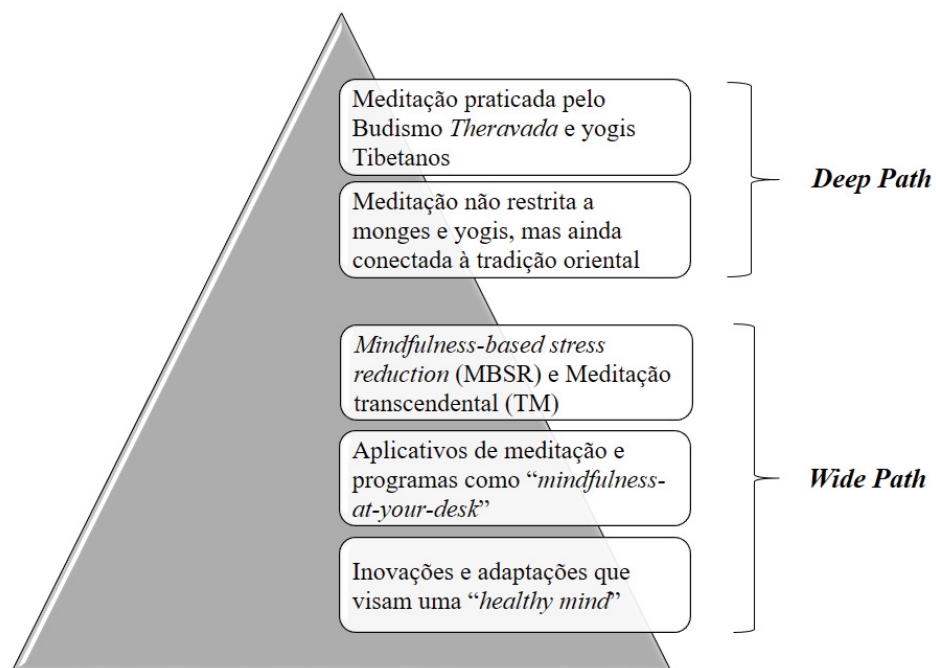 Meditação praticada pelo
Budismo Theravada e yogis
Tibetanos
Deep Path
Meditação não restrita a
monges e yogis, mas ainda
conectada à tradição oriental
Mindfulness-based stress
reduction (MBSR) e Meditação
transcendental (TM)
Aplicativos de meditação e
programas como “mindfulness-
at-your-desk”
Wide Path
Inovações e adaptações que
visam uma “healthy mind”